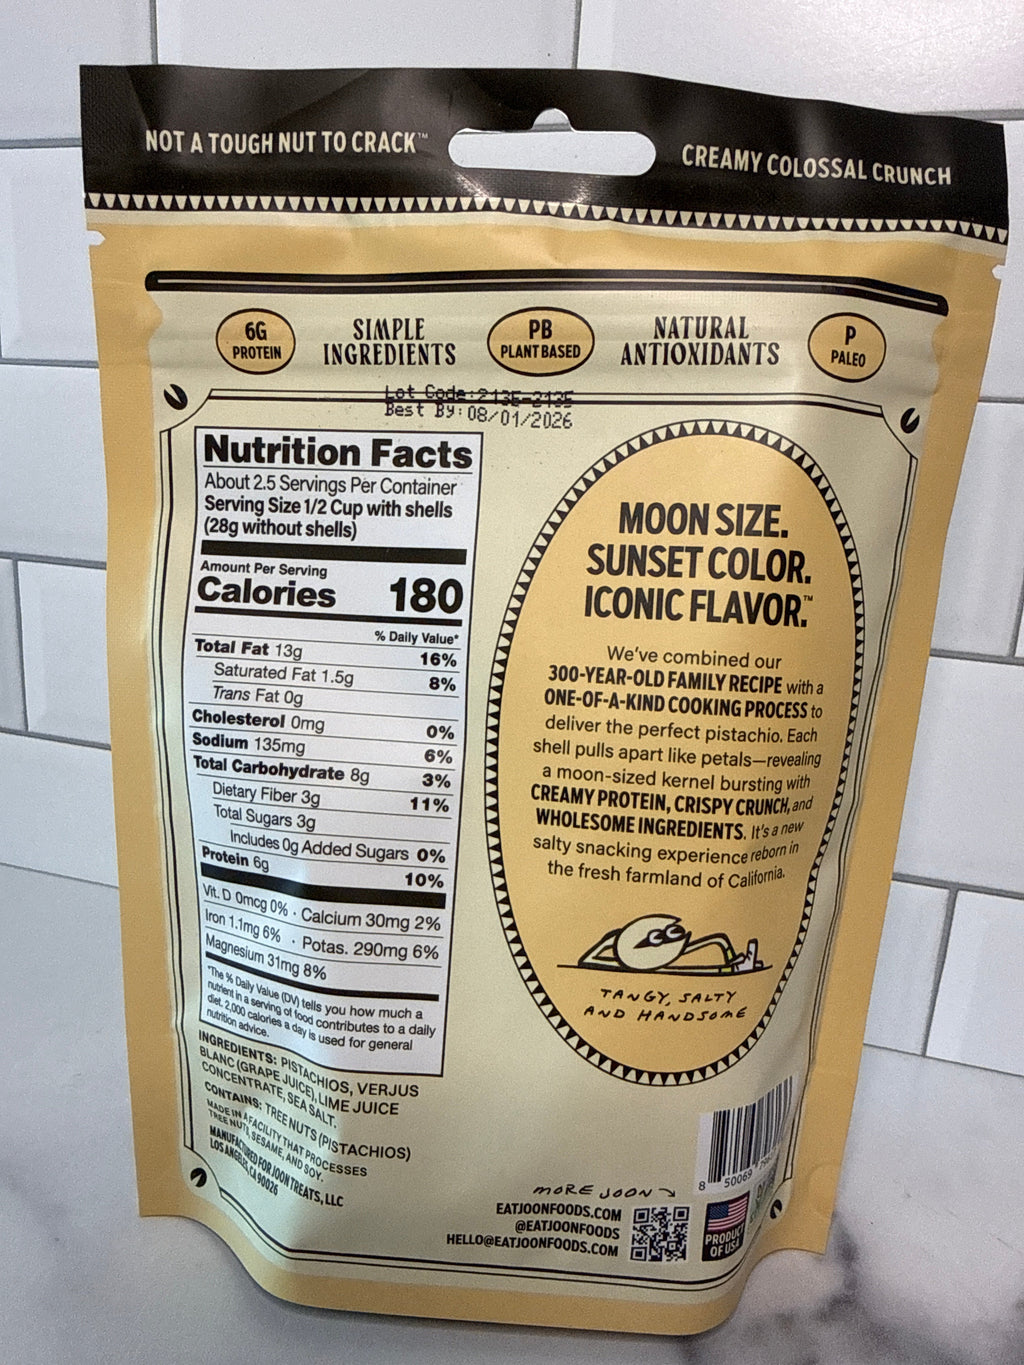 NOT A TOUGH NUT TO CRACK™
CREAMY COLOSSAL CRUNCH
6G
PROTEIN
SIMPLE
INGREDIENTS
PB
PLANT BASED
NATURAL
ANTIOXIDANTS
P
PALEO
Lot Code:213E-213E
Best By:08/01/2026
Nutrition Facts
About 2.5 Servings Per Container
Serving Size 1/2 Cup with shells
(28g without shells)
Amount Per Serving
Calories 180
% Daily Value*
Total Fat 13g 16%
Saturated Fat 1.5g 8%
Trans Fat 0g
Cholesterol 0mg 0%
Sodium 135mg 6%
Total Carbohydrate 8g 3%
Dietary Fiber 3g 11%
Total Sugars 3g
Includes 0g Added Sugars 0%
Protein 6g 10%
Vit. D 0mcg 0% · Calcium 30mg 2%
Iron 1.1mg 6% · Potas. 290mg 6%
Magnesium 31mg 8%
*The % Daily Value (DV) tells you how much a
nutrient in a serving of food contributes to a daily
diet. 2,000 calories a day is used for general
nutrition advice.
INGREDIENTS: PISTACHIOS, VERJUS
BLANC (GRAPE JUICE), LIME JUICE
CONCENTRATE, SEA SALT.
CONTAINS: TREE NUTS (PISTACHIOS)
MADE IN A FACILITY THAT PROCESSES
TREE NUTS, SESAME, AND SOY.
MANUFACTURED FOR JOON TREATS, LLC
LOS ANGELES, CA 90026
MOON SIZE.
SUNSET COLOR.
ICONIC FLAVOR.™
We've combined our
300-YEAR-OLD FAMILY RECIPE with a
ONE-OF-A-KIND COOKING PROCESS to
deliver the perfect pistachio. Each
shell pulls apart like petals—revealing
a moon-sized kernel bursting with
CREAMY PROTEIN, CRISPY CRUNCH, and
WHOLESOME INGREDIENTS. It's a new
salty snacking experience reborn in
the fresh farmland of California.
TANGY, SALTY
AND HANDSOME
8 50069
MORE JOON
EATJOONFOODS.COM
@EATJOONFOODS
HELLO@EATJOONFOODS.COM
PRODUCT
OF USA